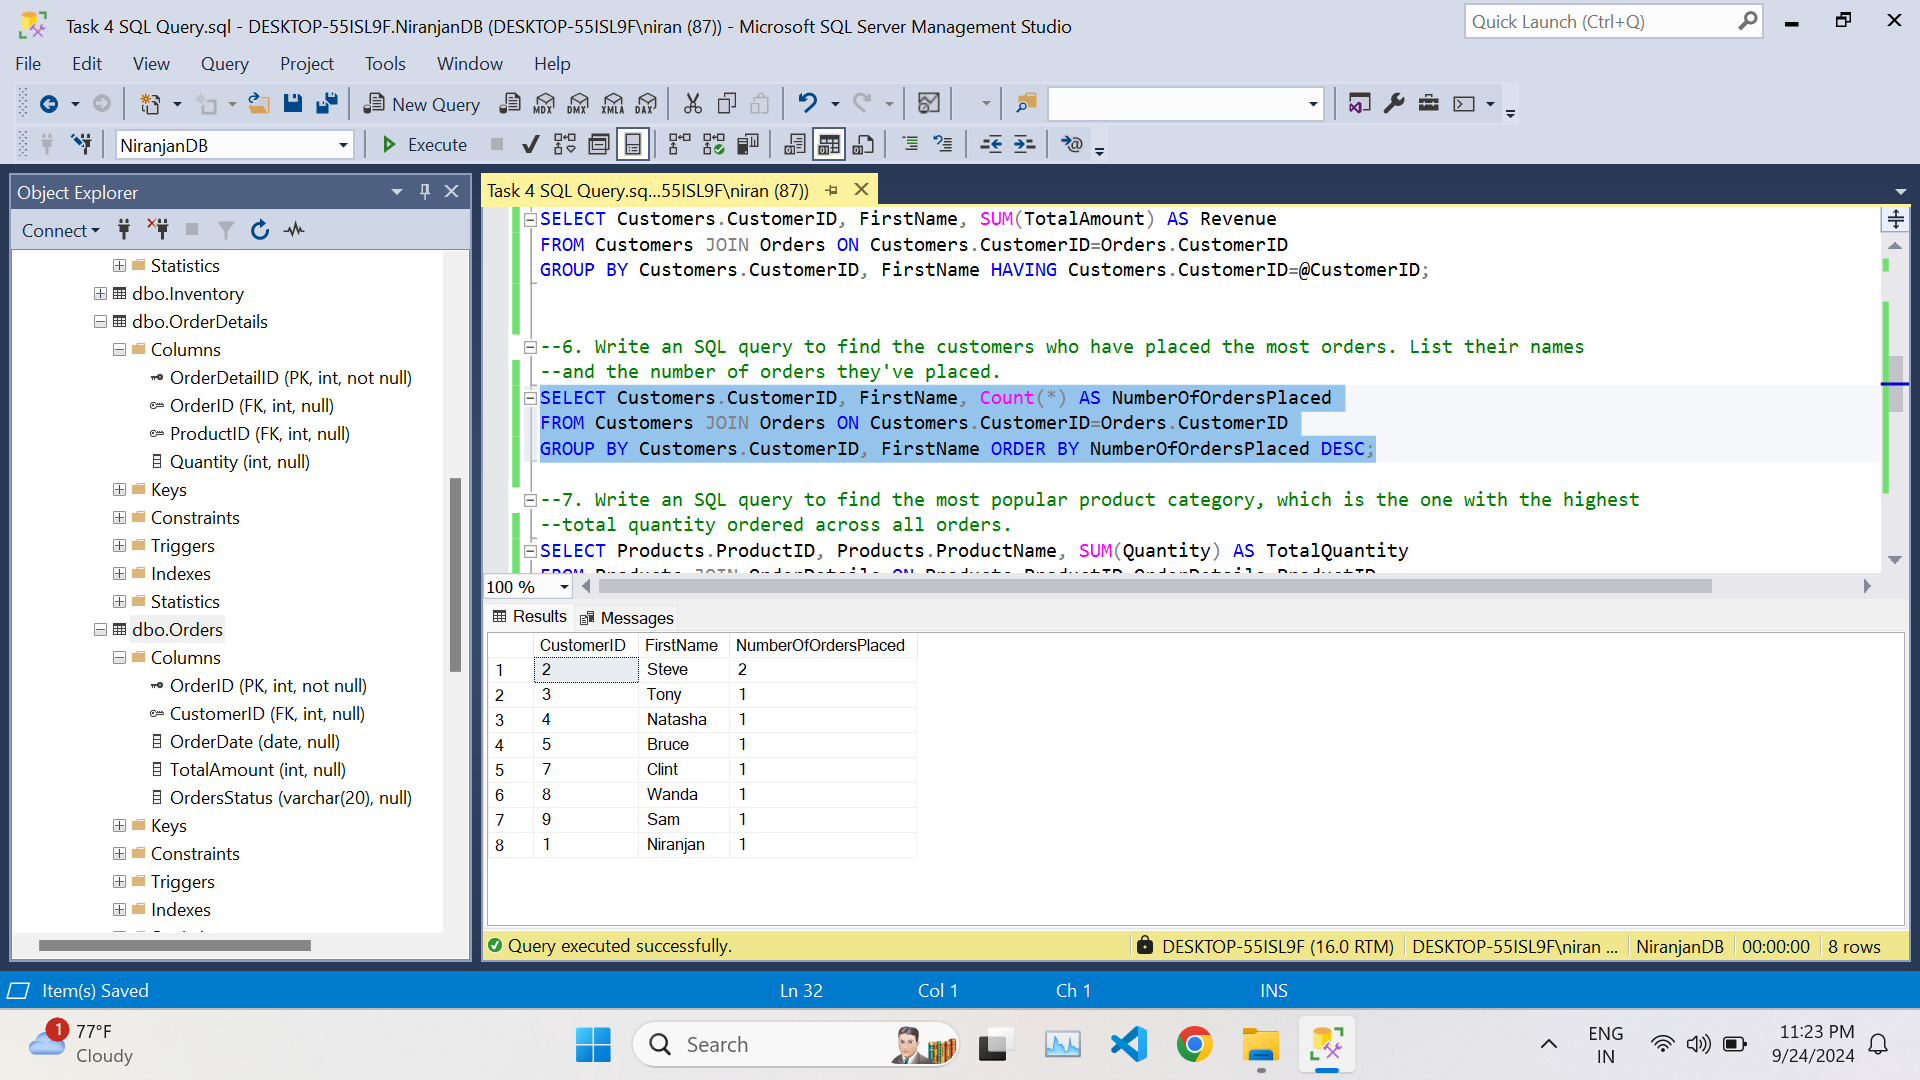 Task 4 SQL Query.sql - DESKTOP-55ISL9F.NiranjanDB (DESKTOP-55ISL9F\niran (87)) - Microsoft SQL Server Management Studio
Quick Launch (Ctrl+Q)
File Edit View Query Project Tools Window Help
New Query MDX DMX XMLA DAX
NiranjanDB Execute
Object Explorer
Connect
Statistics
dbo.Inventory
dbo.OrderDetails
Columns
OrderDetailID (PK, int, not null)
OrderID (FK, int, null)
ProductID (FK, int, null)
Quantity (int, null)
Keys
Constraints
Triggers
Indexes
Statistics
dbo.Orders
Columns
OrderID (PK, int, not null)
CustomerID (FK, int, null)
OrderDate (date, null)
TotalAmount (int, null)
OrdersStatus (varchar(20), null)
Keys
Constraints
Triggers
Indexes
Task 4 SQL Query.sq...55ISL9F\niran (87))
SELECT Customers.CustomerID, FirstName, SUM(TotalAmount) AS Revenue
FROM Customers JOIN Orders ON Customers.CustomerID=Orders.CustomerID
GROUP BY Customers.CustomerID, FirstName HAVING Customers.CustomerID=@CustomerID;
--6. Write an SQL query to find the customers who have placed the most orders. List their names
--and the number of orders they've placed.
SELECT Customers.CustomerID, FirstName, Count(*) AS NumberOfOrdersPlaced
FROM Customers JOIN Orders ON Customers.CustomerID=Orders.CustomerID
GROUP BY Customers.CustomerID, FirstName ORDER BY NumberOfOrdersPlaced DESC;
--7. Write an SQL query to find the most popular product category, which is the one with the highest
--total quantity ordered across all orders.
SELECT Products.ProductID, Products.ProductName, SUM(Quantity) AS TotalQuantity
FROM Products JOIN OrderDetails ON Products.ProductID=OrderDetails.ProductID
100 %
Results Messages
CustomerID FirstName NumberOfOrdersPlaced
1 2 Steve 2
2 3 Tony 1
3 4 Natasha 1
4 5 Bruce 1
5 7 Clint 1
6 8 Wanda 1
7 9 Sam 1
8 1 Niranjan 1
Query executed successfully. DESKTOP-55ISL9F (16.0 RTM) DESKTOP-55ISL9F\niran ... NiranjanDB 00:00:00 8 rows
Item(s) Saved Ln 32 Col 1 Ch 1 INS
1 77°F
Cloudy
Search
ENG
IN
11:23 PM
9/24/2024